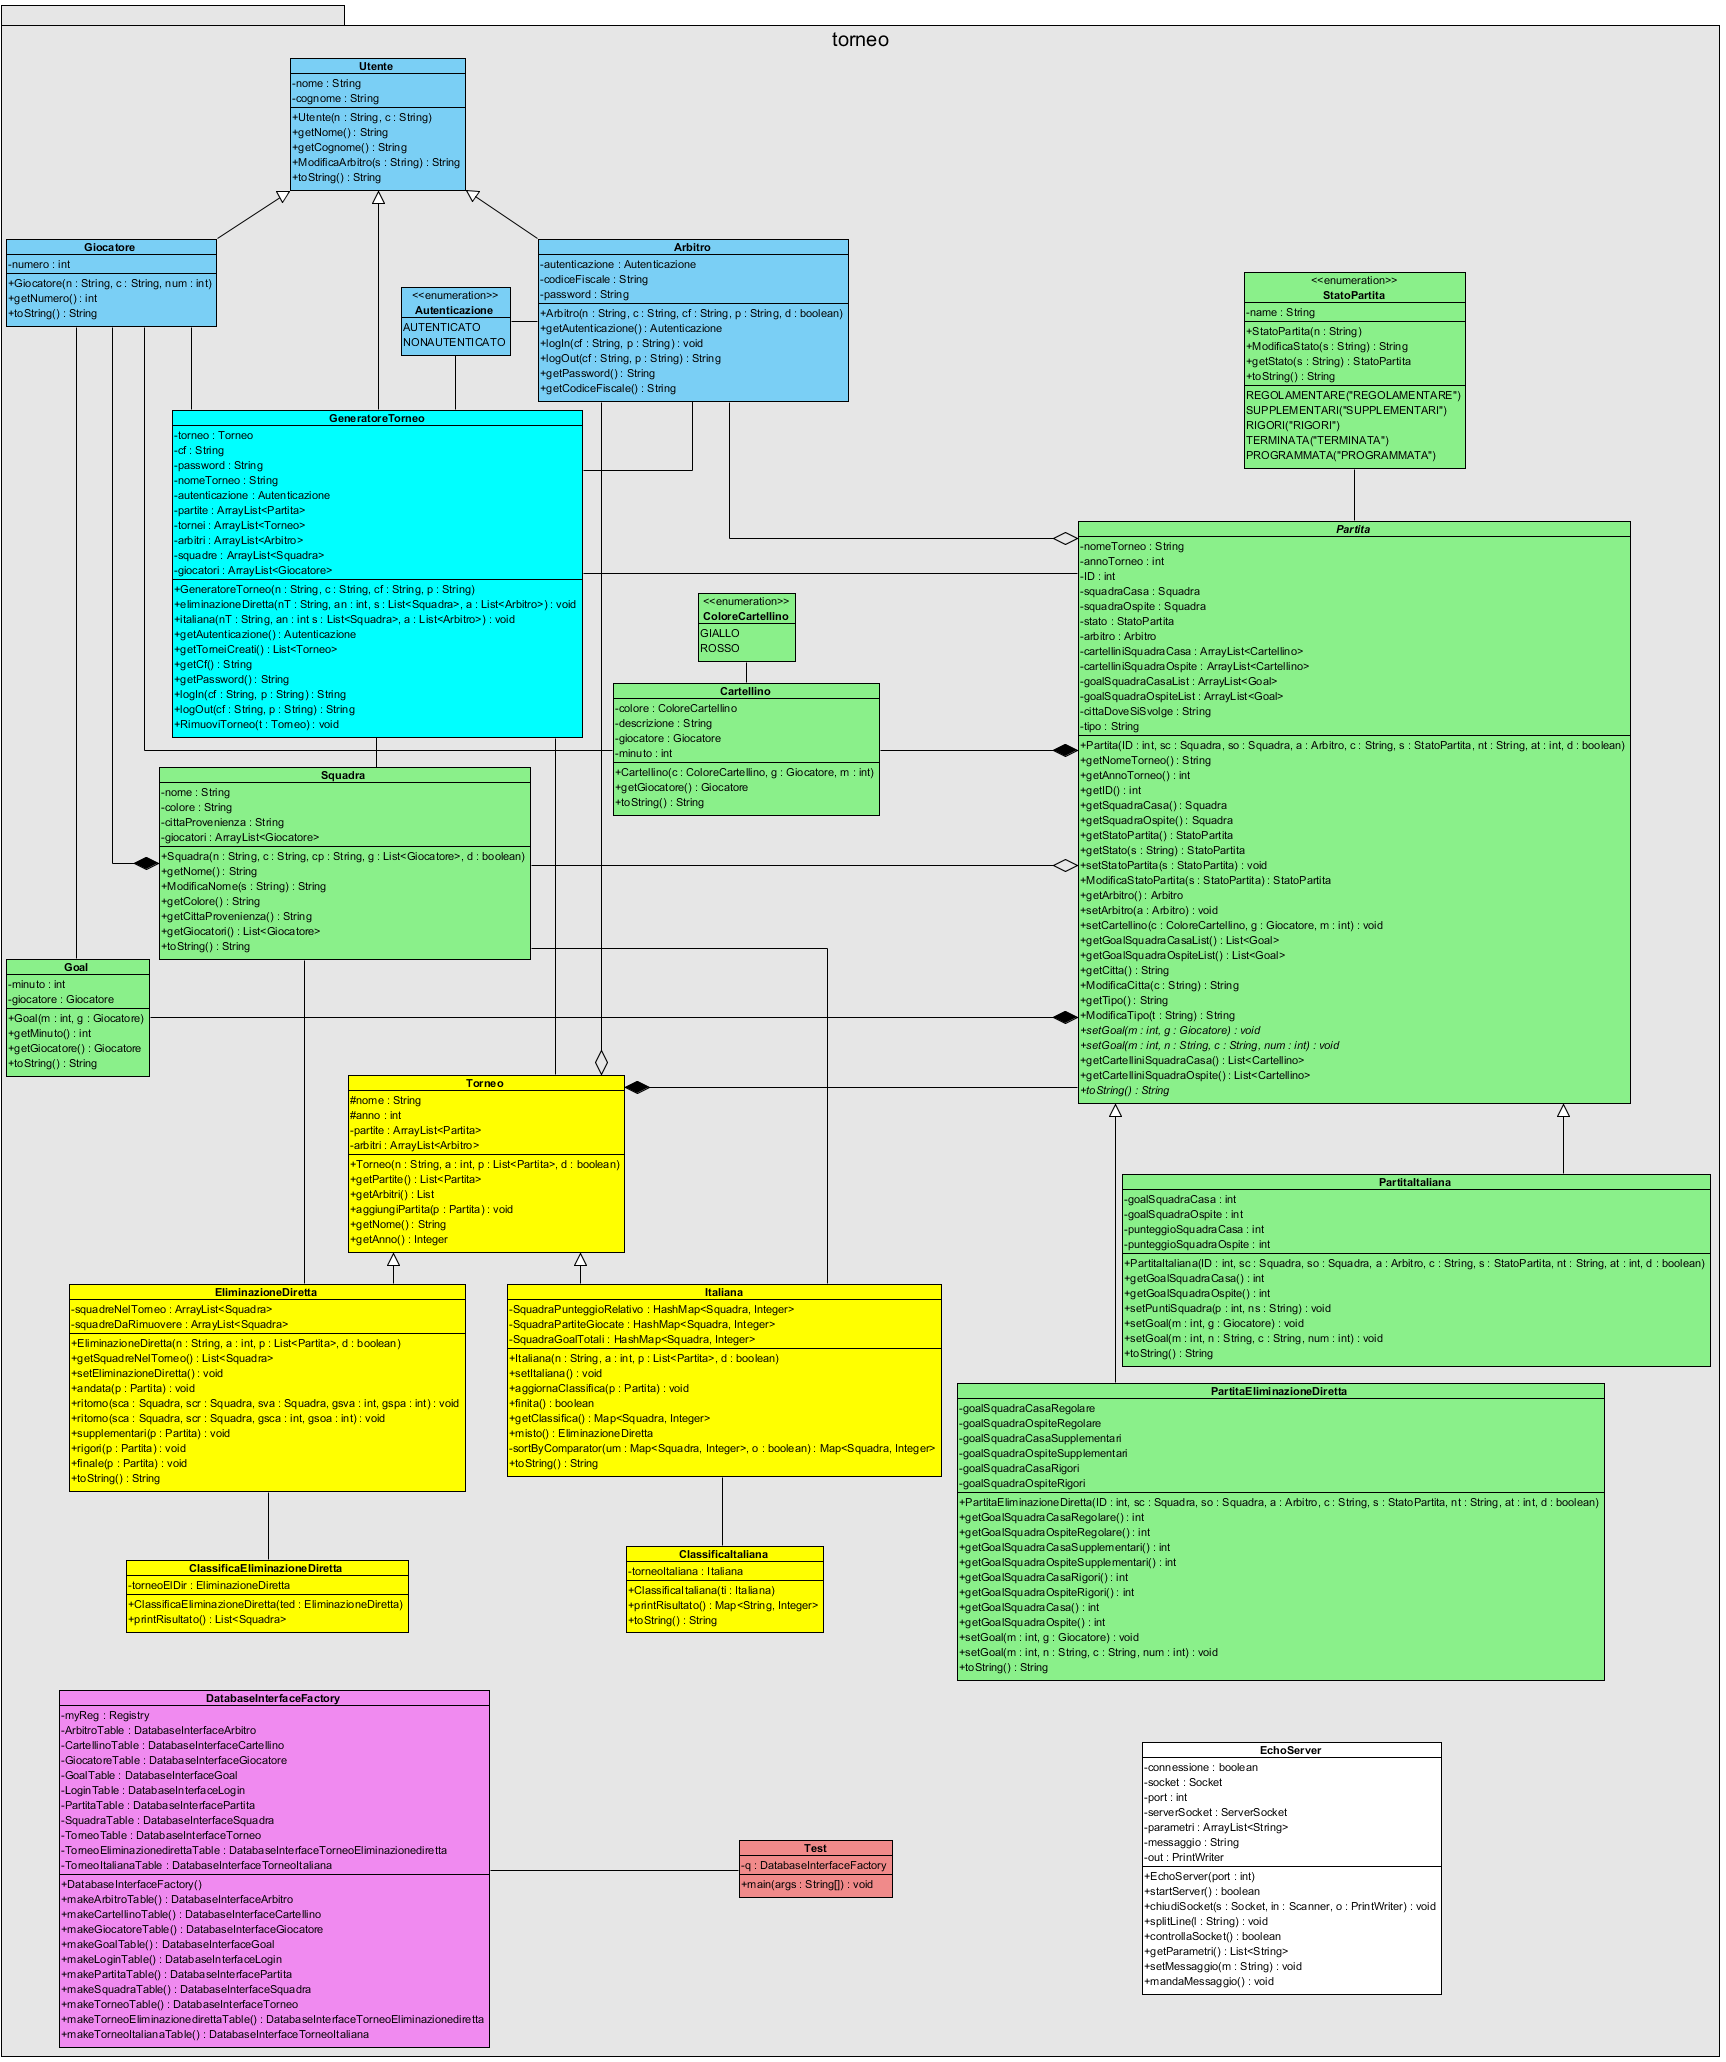 torneo
Utente
-nome : String
-cognome : String
+Utente(n : String, c : String)
+getNome() : String
+getCognome() : String
+ModificaArbitro(s : String) : String
+toString() : String
Giocatore
-numero : int
+Giocatore(n : String, c : String, num : int)
+getNumero() : int
+toString() : String
<<enumeration>>
Autenticazione
AUTENTICATO
NONAUTENTICATO
Arbitro
-autenticazione : Autenticazione
-codiceFiscale : String
-password : String
+Arbitro(n : String, c : String, cf : String, p : String, d : boolean)
+getAutenticazione() : Autenticazione
+logIn(cf : String, p : String) : void
+logOut(cf : String, p : String) : String
+getPassword() : String
+getCodiceFiscale() : String
<<enumeration>>
StatoPartita
-name : String
+StatoPartita(n : String)
+ModificaStato(s : String) : String
+getStato(s : String) : StatoPartita
+toString() : String
REGOLAMENTARE("REGOLAMENTARE")
SUPPLEMENTARI("SUPPLEMENTARI")
RIGORI("RIGORI")
TERMINATA("TERMINATA")
PROGRAMMATA("PROGRAMMATA")
GeneratoreTorneo
-torneo : Torneo
-cf : String
-password : String
-nomeTorneo : String
-autenticazione : Autenticazione
-partite : ArrayList<Partita>
-tornei : ArrayList<Torneo>
-arbitri : ArrayList<Arbitro>
-squadre : ArrayList<Squadra>
-giocatori : ArrayList<Giocatore>
+GeneratoreTorneo(n : String, c : String, cf : String, p : String)
+eliminazioneDiretta(nT : String, an : int, s : List<Squadra>, a : List<Arbitro>) : void
+italiana(nT : String, an : int s : List<Squadra>, a : List<Arbitro>) : void
+getAutenticazione() : Autenticazione
+getTorneiCreati() : List<Torneo>
+getCf() : String
+getPassword() : String
+logIn(cf : String, p : String) : String
+logOut(cf : String, p : String) : String
+RimuoviTorneo(t : Torneo) : void
<<enumeration>>
ColoreCartellino
GIALLO
ROSSO
Cartellino
-colore : ColoreCartellino
-descrizione : String
-giocatore : Giocatore
-minuto : int
+Cartellino(c : ColoreCartellino, g : Giocatore, m : int)
+getGiocatore() : Giocatore
+toString() : String
Partita
-nomeTorneo : String
-annoTorneo : int
-ID : int
-squadraCasa : Squadra
-squadraOspite : Squadra
-stato : StatoPartita
-arbitro : Arbitro
-cartelliniSquadraCasa : ArrayList<Cartellino>
-cartelliniSquadraOspite : ArrayList<Cartellino>
-goalSquadraCasaList : ArrayList<Goal>
-goalSquadraOspiteList : ArrayList<Goal>
-cittaDoveSiSvolge : String
-tipo : String
+Partita(ID : int, sc : Squadra, so : Squadra, a : Arbitro, c : String, s : StatoPartita, nt : String, at : int, d : boolean)
+getNomeTorneo() : String
+getAnnoTorneo() : int
+getID() : int
+getSquadraCasa() : Squadra
+getSquadraOspite() : Squadra
+getStatoPartita() : StatoPartita
+getStato(s : String) : StatoPartita
+setStatoPartita(s : StatoPartita) : void
+ModificaStatoPartita(s : StatoPartita) : StatoPartita
+getArbitro() : Arbitro
+setArbitro(a : Arbitro) : void
+setCartellino(c : ColoreCartellino, g : Giocatore, m : int) : void
+getGoalSquadraCasaList() : List<Goal>
+getGoalSquadraOspiteList() : List<Goal>
+getCitta() : String
+ModificaCitta(c : String) : String
+getTipo() : String
+ModificaTipo(t : String) : String
+setGoal(m : int, g : Giocatore) : void
+setGoal(m : int, n : String, c : String, num : int) : void
+getCartelliniSquadraCasa() : List<Cartellino>
+getCartelliniSquadraOspite() : List<Cartellino>
+toString() : String
Squadra
-nome : String
-colore : String
-cittaProvenienza : String
-giocatori : ArrayList<Giocatore>
+Squadra(n : String, c : String, cp : String, g : List<Giocatore>, d : boolean)
+getNome() : String
+ModificaNome(s : String) : String
+getColore() : String
+getCittaProvenienza() : String
+getGiocatori() : List<Giocatore>
+toString() : String
Goal
-minuto : int
-giocatore : Giocatore
+Goal(m : int, g : Giocatore)
+getMinuto() : int
+getGiocatore() : Giocatore
+toString() : String
Torneo
#nome : String
#anno : int
-partite : ArrayList<Partita>
-arbitri : ArrayList<Arbitro>
+Torneo(n : String, a : int, p : List<Partita>, d : boolean)
+getPartite() : List<Partita>
+getArbitri() : List
+aggiungiPartita(p : Partita) : void
+getNome() : String
+getAnno() : Integer
PartitaItaliana
-goalSquadraCasa : int
-goalSquadraOspite : int
-punteggioSquadraCasa : int
-punteggioSquadraOspite : int
+PartitaItaliana(ID : int, sc : Squadra, so : Squadra, a : Arbitro, c : String, s : StatoPartita, nt : String, at : int, d : boolean)
+getGoalSquadraCasa() : int
+getGoalSquadraOspite() : int
+setPuntiSquadra(p : int, ns : String) : void
+setGoal(m : int, g : Giocatore) : void
+setGoal(m : int, n : String, c : String, num : int) : void
+toString() : String
EliminazioneDiretta
-squadreNelTorneo : ArrayList<Squadra>
-squadreDaRimuovere : ArrayList<Squadra>
+EliminazioneDiretta(n : String, a : int, p : List<Partita>, d : boolean)
+getSquadreNelTorneo() : List<Squadra>
+setEliminazioneDiretta() : void
+andata(p : Partita) : void
+ritorno(sca : Squadra, scr : Squadra, sva : Squadra, gsva : int, gspa : int) : void
+ritorno(sca : Squadra, scr : Squadra, gsca : int, gsoa : int) : void
+supplementari(p : Partita) : void
+rigori(p : Partita) : void
+finale(p : Partita) : void
+toString() : String
Italiana
-SquadraPunteggioRelativo : HashMap<Squadra, Integer>
-SquadraPartiteGiocate : HashMap<Squadra, Integer>
-SquadraGoalTotali : HashMap<Squadra, Integer>
+Italiana(n : String, a : int, p : List<Partita>, d : boolean)
+setItaliana() : void
+aggiornaClassifica(p : Partita) : void
+finita() : boolean
+getClassifica() : Map<Squadra, Integer>
+misto() : EliminazioneDiretta
-sortByComparator(um : Map<Squadra, Integer>, o : boolean) : Map<Squadra, Integer>
+toString() : String
PartitaEliminazioneDiretta
-goalSquadraCasaRegolare
-goalSquadraOspiteRegolare
-goalSquadraCasaSupplementari
-goalSquadraOspiteSupplementari
-goalSquadraCasaRigori
-goalSquadraOspiteRigori
+PartitaEliminazioneDiretta(ID : int, sc : Squadra, so : Squadra, a : Arbitro, c : String, s : StatoPartita, nt : String, at : int, d : boolean)
+getGoalSquadraCasaRegolare() : int
+getGoalSquadraOspiteRegolare() : int
+getGoalSquadraCasaSupplementari() : int
+getGoalSquadraOspiteSupplementari() : int
+getGoalSquadraCasaRigori() : int
+getGoalSquadraOspiteRigori() : int
+getGoalSquadraCasa() : int
+getGoalSquadraOspite() : int
+setGoal(m : int, g : Giocatore) : void
+setGoal(m : int, n : String, c : String, num : int) : void
+toString() : String
ClassificaEliminazioneDiretta
-torneoElDir : EliminazioneDiretta
+ClassificaEliminazioneDiretta(ted : EliminazioneDiretta)
+printRisultato() : List<Squadra>
ClassificaItaliana
-torneoItaliana : Italiana
+ClassificaItaliana(ti : Italiana)
+printRisultato() : Map<String, Integer>
+toString() : String
DatabaseInterfaceFactory
-myReg : Registry
-ArbitroTable : DatabaseInterfaceArbitro
-CartellinoTable : DatabaseInterfaceCartellino
-GiocatoreTable : DatabaseInterfaceGiocatore
-GoalTable : DatabaseInterfaceGoal
-LoginTable : DatabaseInterfaceLogin
-PartitaTable : DatabaseInterfacePartita
-SquadraTable : DatabaseInterfaceSquadra
-TorneoTable : DatabaseInterfaceTorneo
-TorneoEliminazionedirettaTable : DatabaseInterfaceTorneoEliminazionediretta
-TorneoItalianaTable : DatabaseInterfaceTorneoItaliana
+DatabaseInterfaceFactory()
+makeArbitroTable() : DatabaseInterfaceArbitro
+makeCartellinoTable() : DatabaseInterfaceCartellino
+makeGiocatoreTable() : DatabaseInterfaceGiocatore
+makeGoalTable() : DatabaseInterfaceGoal
+makeLoginTable() : DatabaseInterfaceLogin
+makePartitaTable() : DatabaseInterfacePartita
+makeSquadraTable() : DatabaseInterfaceSquadra
+makeTorneoTable() : DatabaseInterfaceTorneo
+makeTorneoEliminazionedirettaTable() : DatabaseInterfaceTorneoEliminazionediretta
+makeTorneoItalianaTable() : DatabaseInterfaceTorneoItaliana
Test
-q : DatabaseInterfaceFactory
+main(args : String[]) : void
EchoServer
-connessione : boolean
-socket : Socket
-port : int
-serverSocket : ServerSocket
-parametri : ArrayList<String>
-messaggio : String
-out : PrintWriter
+EchoServer(port : int)
+startServer() : boolean
+chiudiSocket(s : Socket, in : Scanner, o : PrintWriter) : void
+splitLine(l : String) : void
+controllaSocket() : boolean
+getParametri() : List<String>
+setMessaggio(m : String) : void
+mandaMessaggio() : void